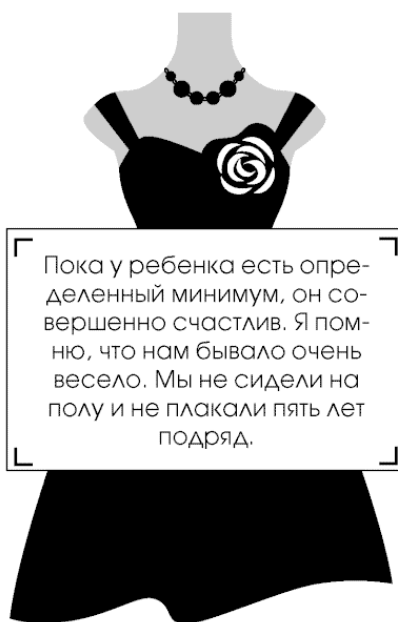 Пока у ребенка есть опре-
деленный минимум, он со-
вершенно счастлив. Я пом-
ню, что нам бывало очень
весело. Мы не сидели на
полу и не плакали пять лет
подряд.